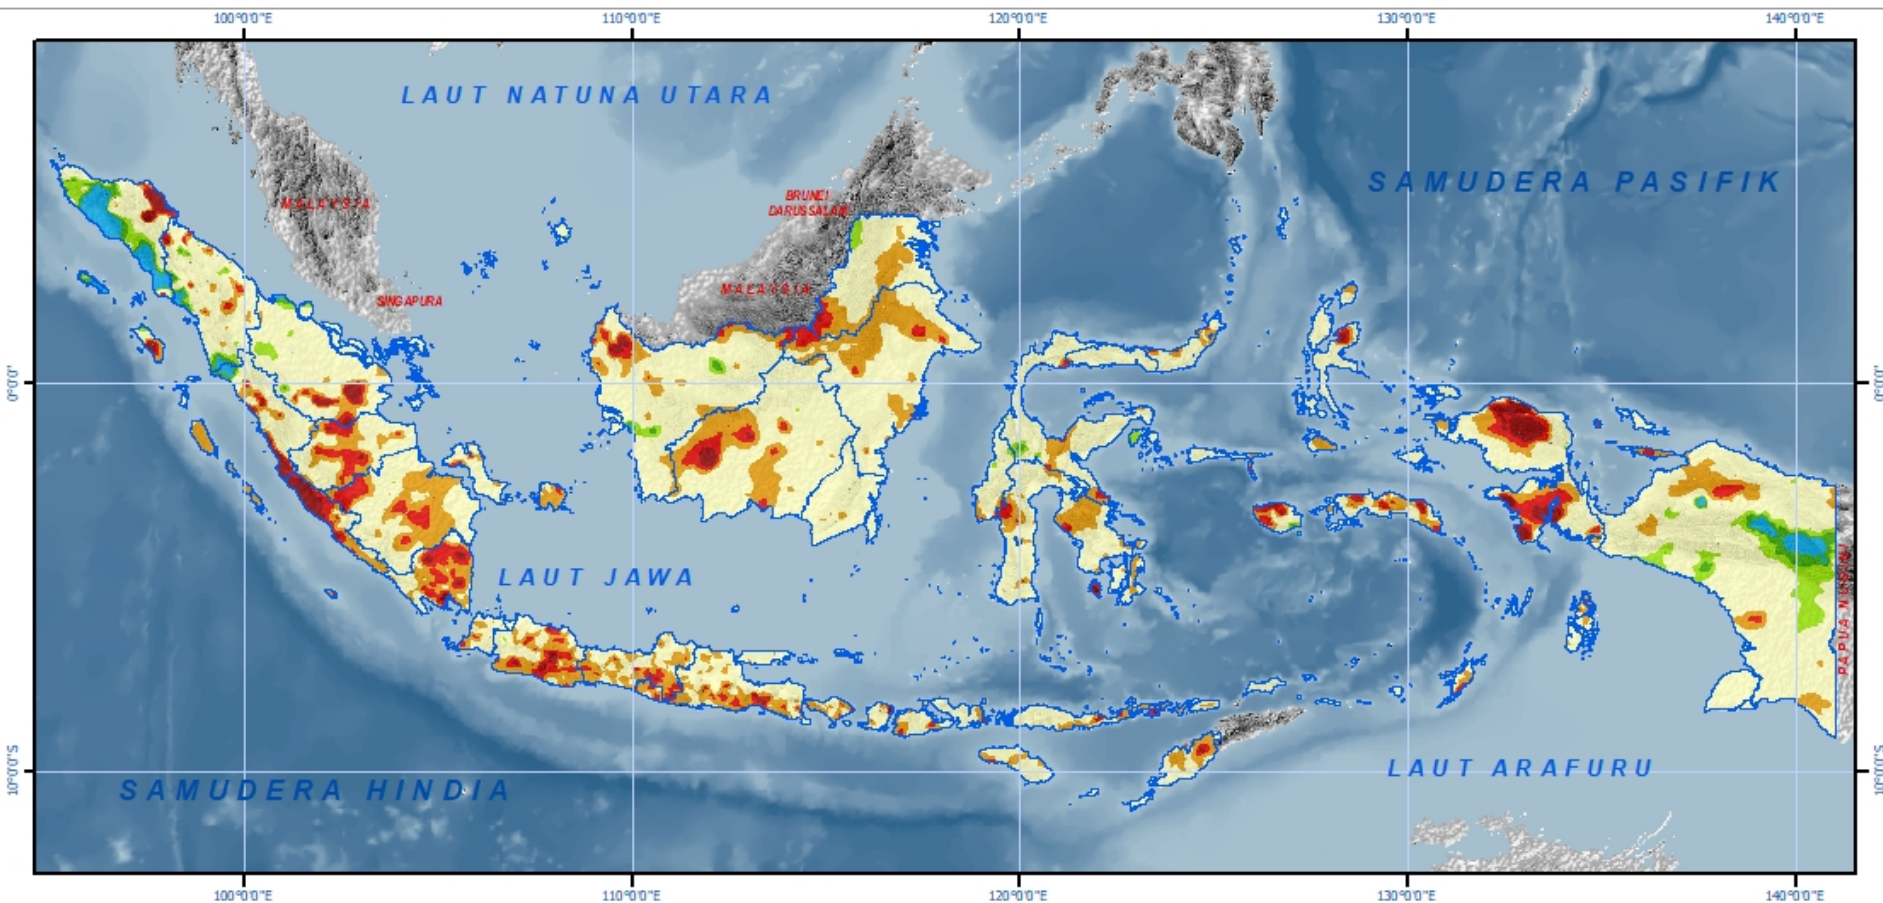 100°0'0"E 110°0'0"E 120°0'0"E 130°0'0"E 140°0'0"E
LAUT NATUNA UTARA
SAMUDERA PASIFIK
BRUNEI
DARUSSALAM
MALAYSIA
MALAYSIA
SINGAPURA
0°0'0"
0°0'0"
LAUT JAWA
PAPUA NUGINI
10°0'0"S
10°0'0"S
LAUT ARAFURU
SAMUDERA HINDIA
100°0'0"E 110°0'0"E 120°0'0"E 130°0'0"E 140°0'0"E